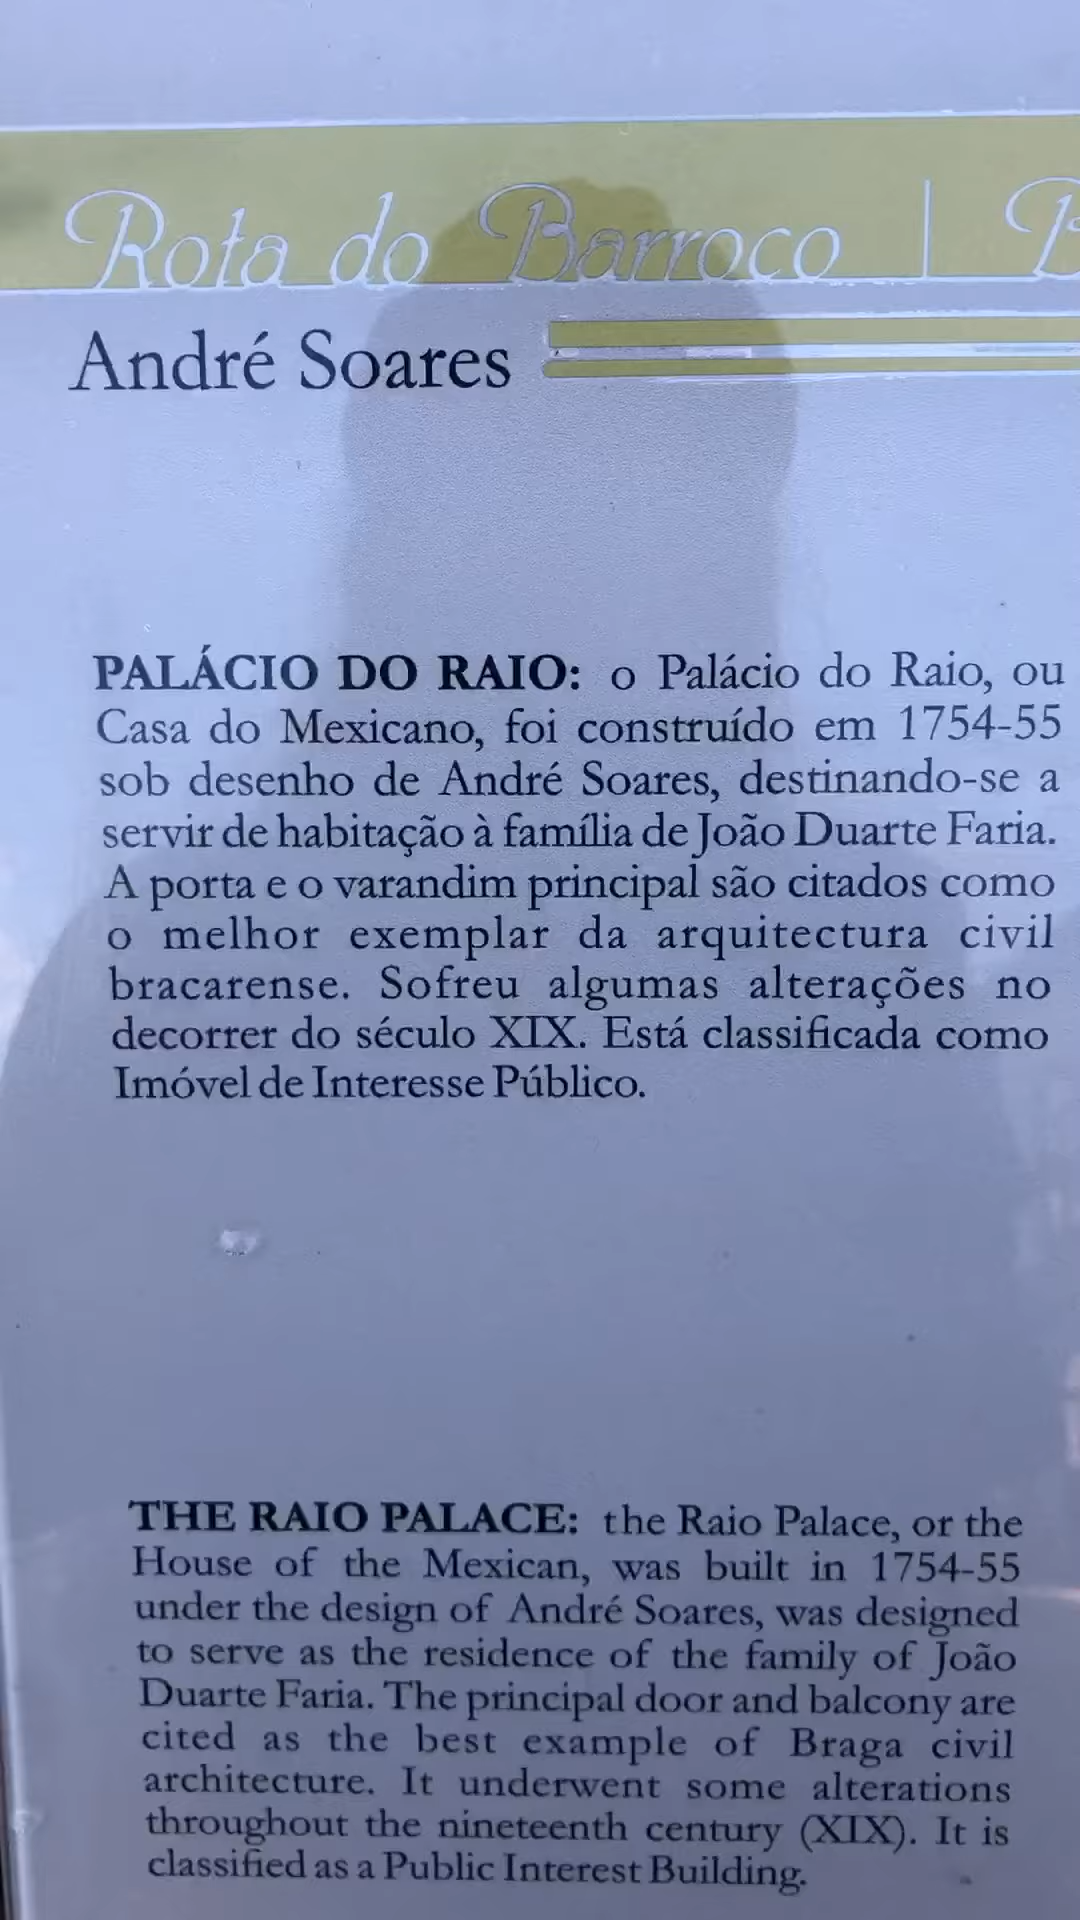 Rota do Barroco |
André Soares
PALÁCIO DO RAIO: o Palácio do Raio, ou
Casa do Mexicano, foi construído em 1754-55
sob desenho de André Soares, destinando-se a
servir de habitação à família de João Duarte Faria.
A porta e o varandim principal são citados como
o melhor exemplar da arquitectura civil
bracarense. Sofreu algumas alterações no
decorrer do século XIX. Está classificada como
Imóvel de Interesse Público.
THE RAIO PALACE: the Raio Palace, or the
House of the Mexican, was built in 1754-55
under the design of André Soares, was designed
to serve as the residence of the family of João
Duarte Faria. The principal door and balcony are
cited as the best example of Braga civil
architecture. It underwent some alterations
throughout the nineteenth century (XIX). It is
classified as a Public Interest Building.